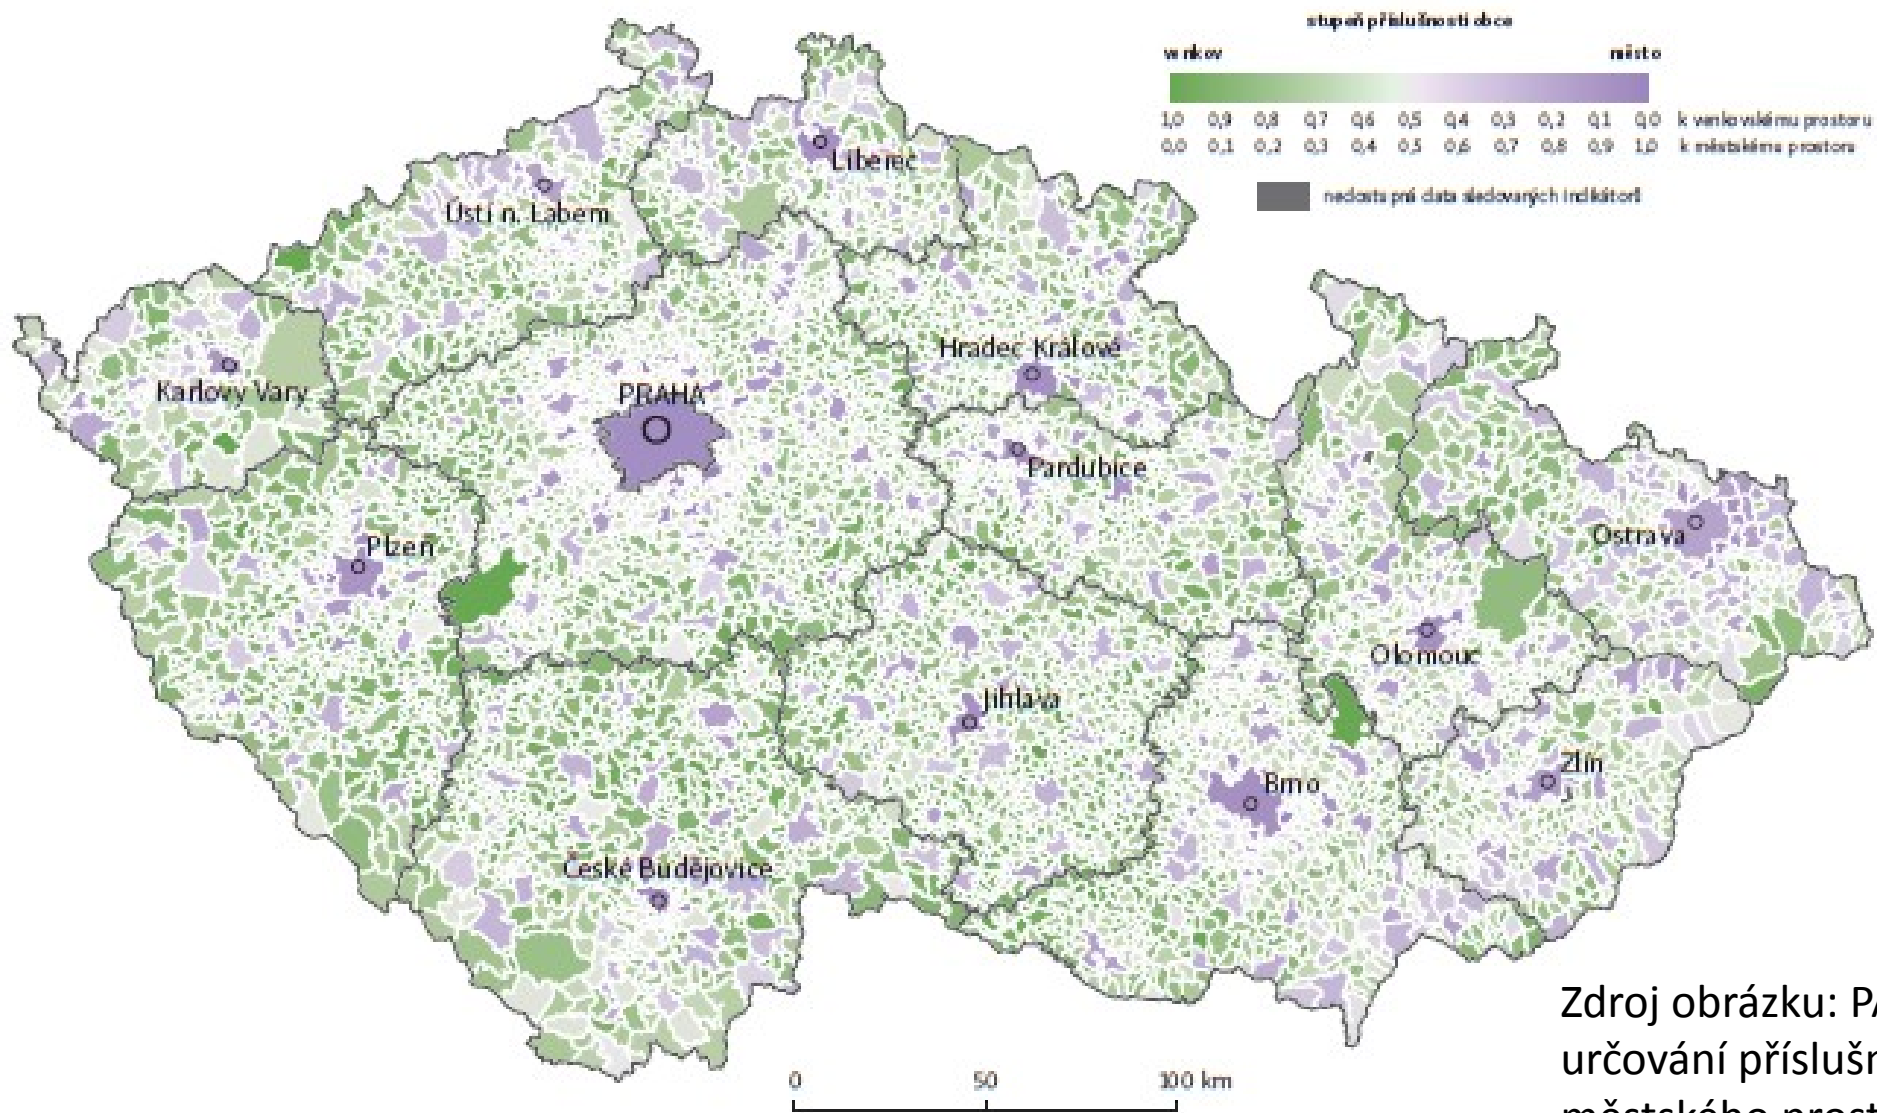 stupeň příslušnosti obce
venkov město
1,0 0,9 0,8 0,7 0,6 0,5 0,4 0,3 0,2 0,1 0,0 k venkovskému prostoru
0,0 0,1 0,2 0,3 0,4 0,5 0,6 0,7 0,8 0,9 1,0 k městskému prostoru
nedostupná data sledovaných indikátorů
Liberec
Ústí n. Labem
Hradec Králové
Karlovy Vary
PRAHA
Pardubice
Ostrava
Plzeň
Olomouc
Jihlava
Zlín
Brno
České Budějovice
0 50 100 km
Zdroj obrázku: PA
určování příslušn
městského prost